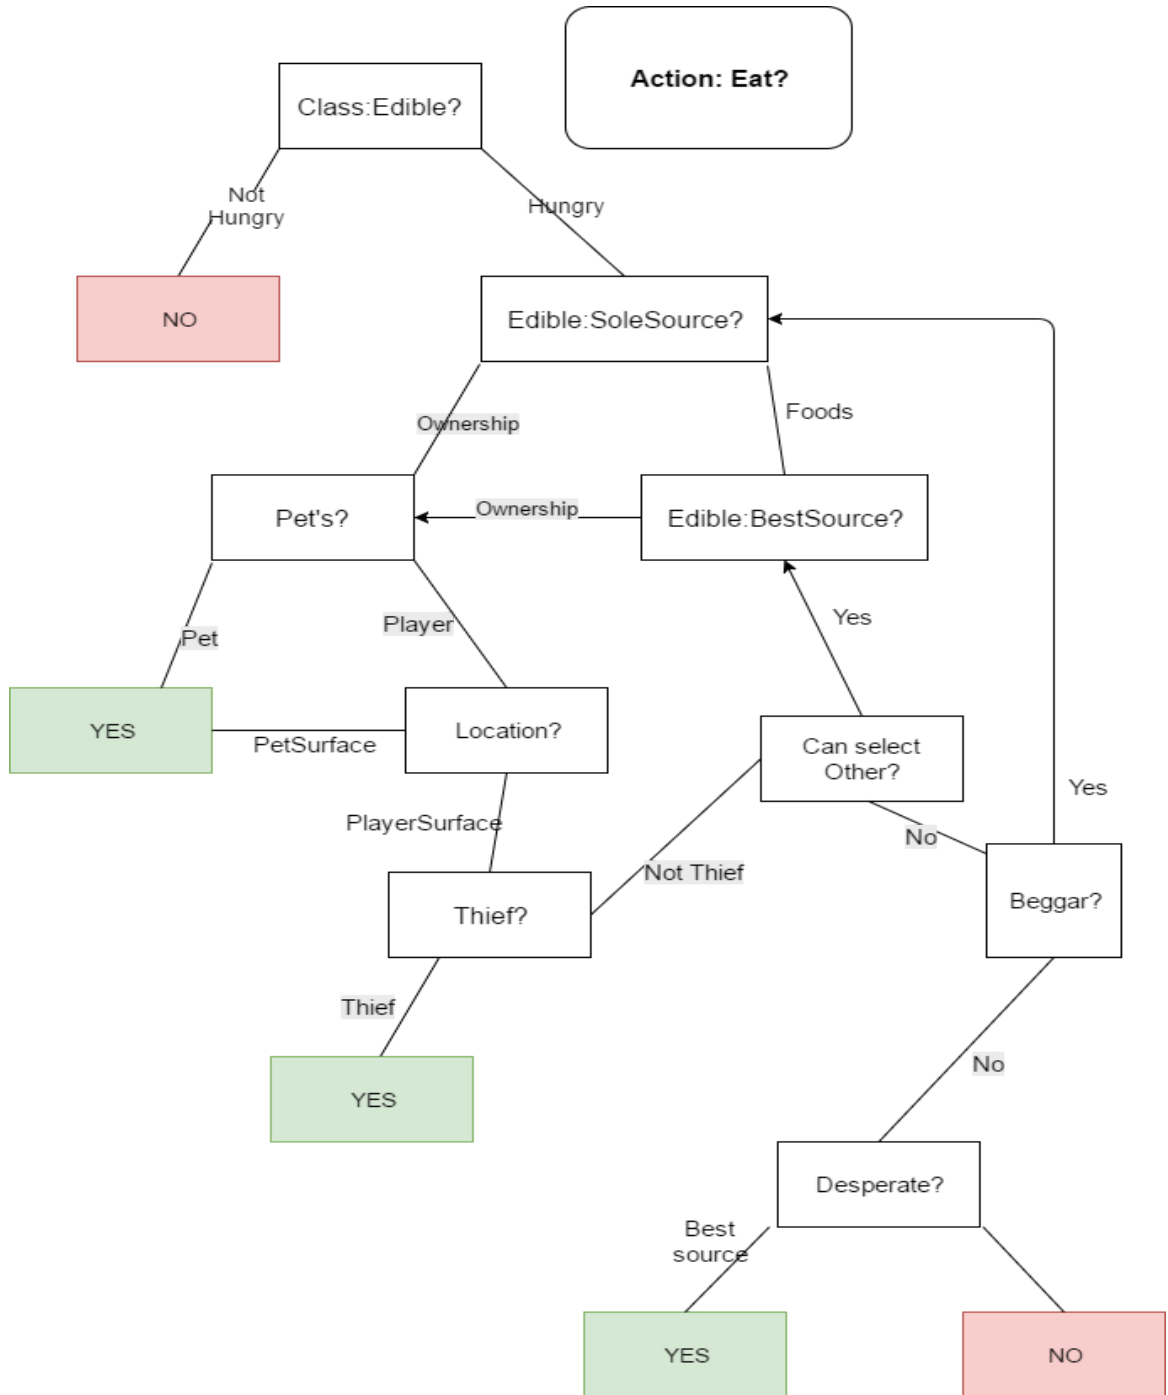 Action: Eat?
Class:Edible?
Not
Hungry
Hungry
NO
Edible:SoleSource?
Ownership
Foods
Pet's?
Ownership
Edible:BestSource?
Pet
Player
Yes
YES
PetSurface
Location?
Can select
Other?
PlayerSurface
No
Yes
Thief?
Not Thief
Beggar?
Thief
No
YES
Desperate?
Best
source
YES
NO